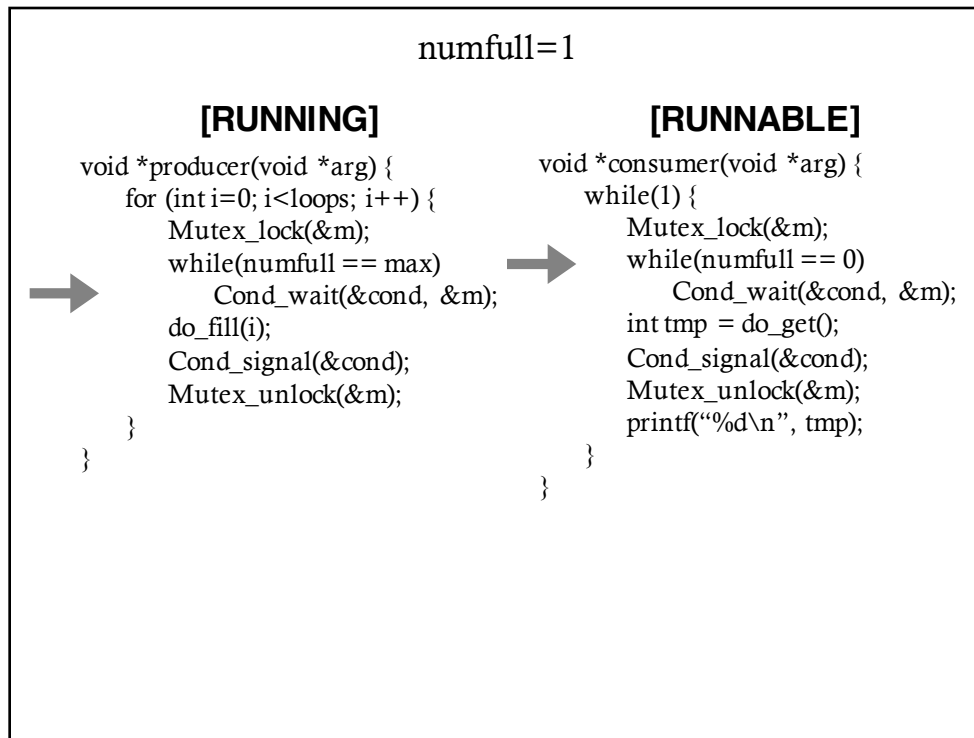 numfull=1
[RUNNING]
void *producer(void *arg) {
for (int i=0; i<loops; i++) {
Mutex_lock(&m);
while(numfull == max)
Cond_wait(&cond, &m);
do_fill(i);
Cond_signal(&cond);
Mutex_unlock(&m);
}
}
[RUNNABLE]
void *consumer(void *arg) {
while(1) {
Mutex_lock(&m);
while(numfull == 0)
Cond_wait(&cond, &m);
int tmp = do_get();
Cond_signal(&cond);
Mutex_unlock(&m);
printf(“%d\n”, tmp);
}
}